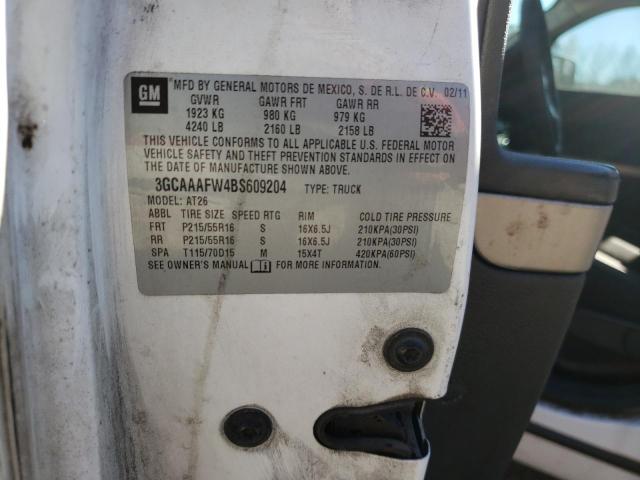 GM MFD BY GENERAL MOTORS DE MEXICO, S. DE R.L. DE C.V. 02/11
GVWR GAWR FRT GAWR RR
1923 KG 980 KG 979 KG
4240 LB 2160 LB 2158 LB
THIS VEHICLE CONFORMS TO ALL APPLICABLE U.S. FEDERAL MOTOR
VEHICLE SAFETY AND THEFT PREVENTION STANDARDS IN EFFECT
ON THE DATE OF MANUFACTURE SHOWN ABOVE.
3GCAAAFW4BS609204 TYPE: TRUCK
MODEL: AT26
ABBL TIRE SIZE SPEED RTG RIM COLD TIRE PRESSURE
FRT P215/55R16 S 16X6.5J 210KPA(30PSI)
RR P215/55R16 S 16X6.5J 210KPA(30PSI)
SPA T115/70D15 M 15X4T 420KPA(60PSI)
SEE OWNER'S MANUAL FOR MORE INFORMATION.